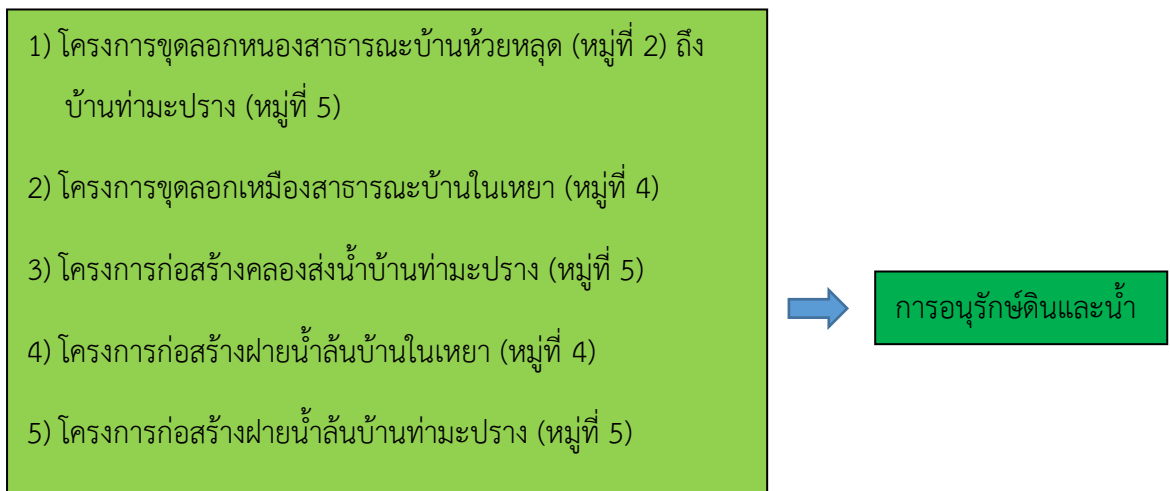 1) โครงการขุดลอกหนองสาธารณะบ้านห้วยหลุด (หมู่ที่ 2) ถึง
บ้านท่ามะปราง (หมู่ที่ 5)
2) โครงการขุดลอกเหมืองสาธารณะบ้านในเหยา (หมู่ที่ 4)
3) โครงการก่อสร้างคลองส่งน้ำบ้านท่ามะปราง (หมู่ที่ 5)
4) โครงการก่อสร้างฝายน้ำล้นบ้านในเหยา (หมู่ที่ 4)
5) โครงการก่อสร้างฝายน้ำล้นบ้านท่ามะปราง (หมู่ที่ 5)
การอนุรักษ์ดินและน้ำ